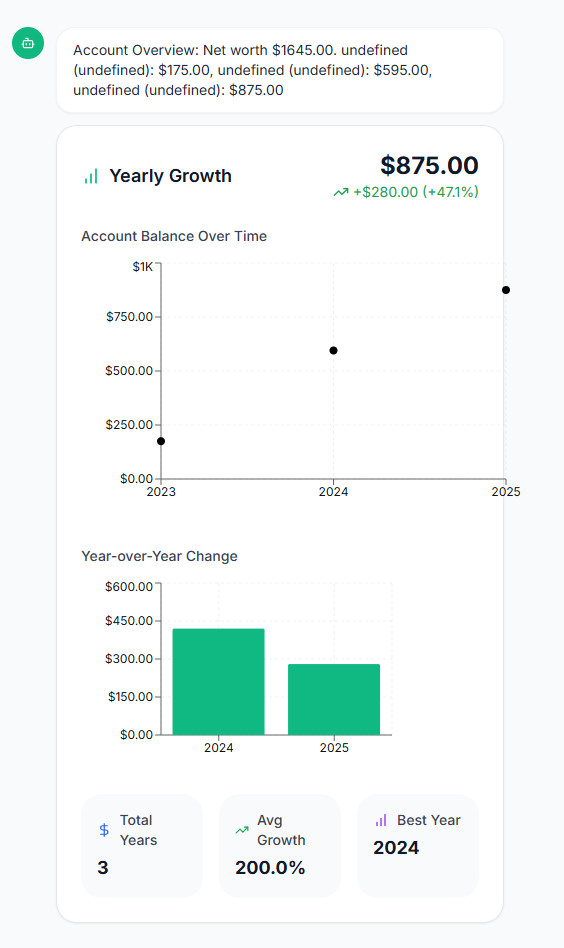 Account Overview: Net worth $1645.00. undefined
(undefined): $175.00, undefined (undefined): $595.00,
undefined (undefined): $875.00
Yearly Growth
$875.00
+$280.00 (+47.1%)
Account Balance Over Time
$1K
$750.00
$500.00
$250.00
$0.00
2023
2024
2025
Year-over-Year Change
$600.00
$450.00
$300.00
$150.00
$0.00
2024
2025
Total
Years
3
Avg
Growth
200.0%
Best Year
2024